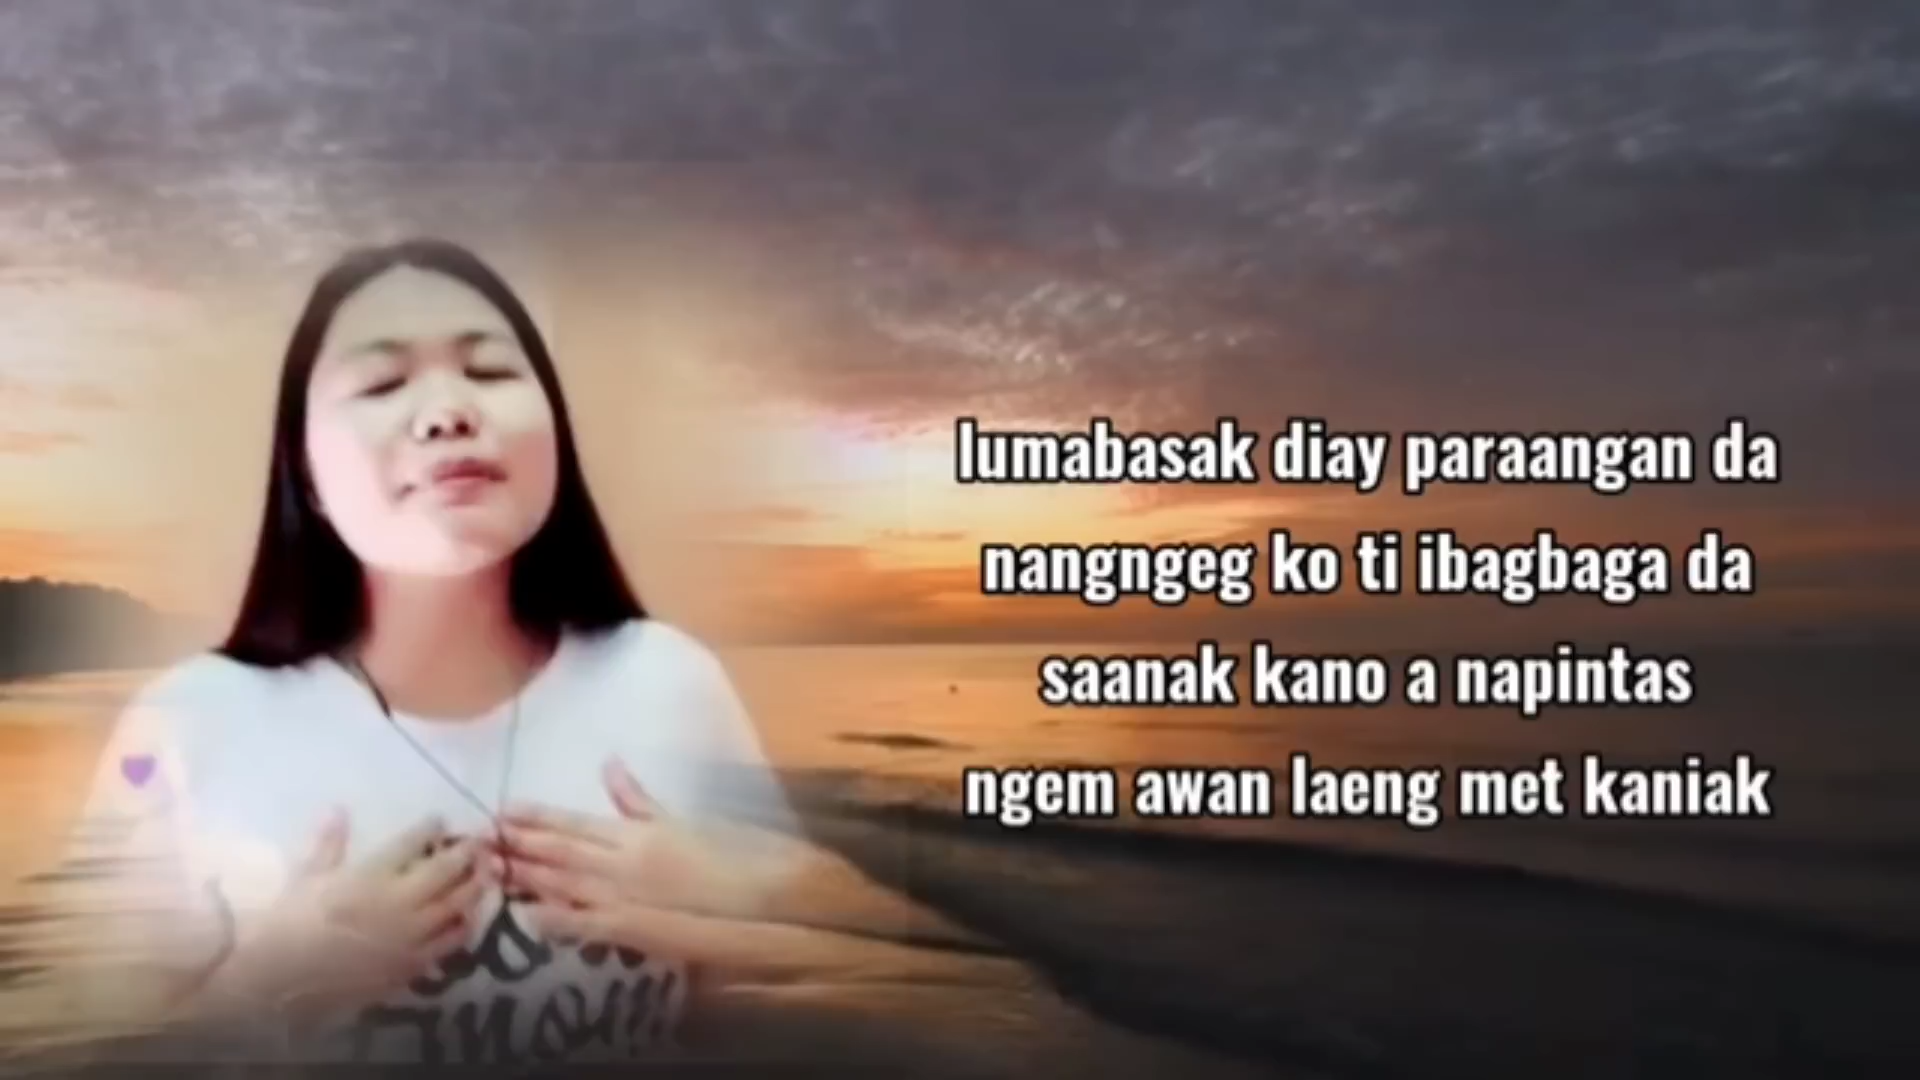 lumabasak diay paraangan da
nangngeg ko ti ibagbaga da
saanak kano a napintas
ngem awan laeng met kaniak